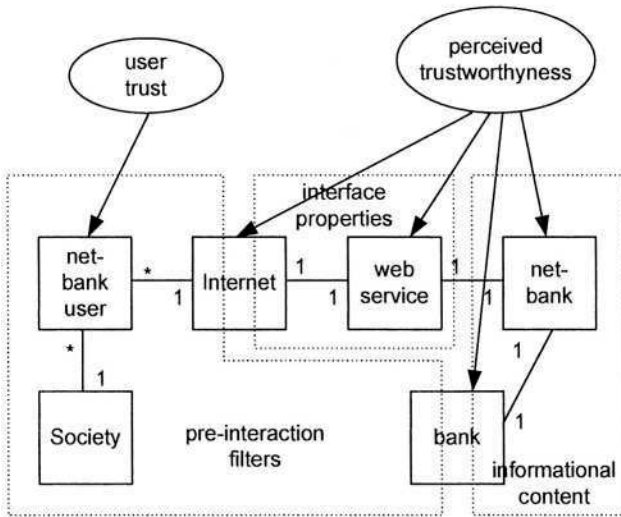 user
trust
perceived
trustworthyness
interface
properties
net-
bank
user
*
1
Internet
1
1
web
service
1
1
net-
bank
*
1
Society
pre-interaction
filters
bank
1
1
informational
content